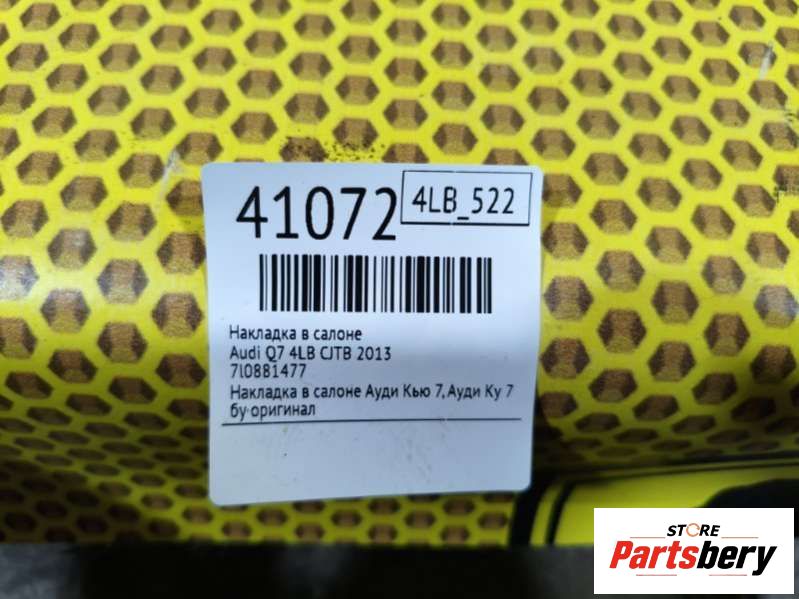 41072
4LB_522
Накладка в салоне
Audi Q7 4LB CJTB 2013
7l0881477
Накладка в салоне Ауди Кью 7,Ауди Ку 7
бу оригинал
STORE
Partsbery